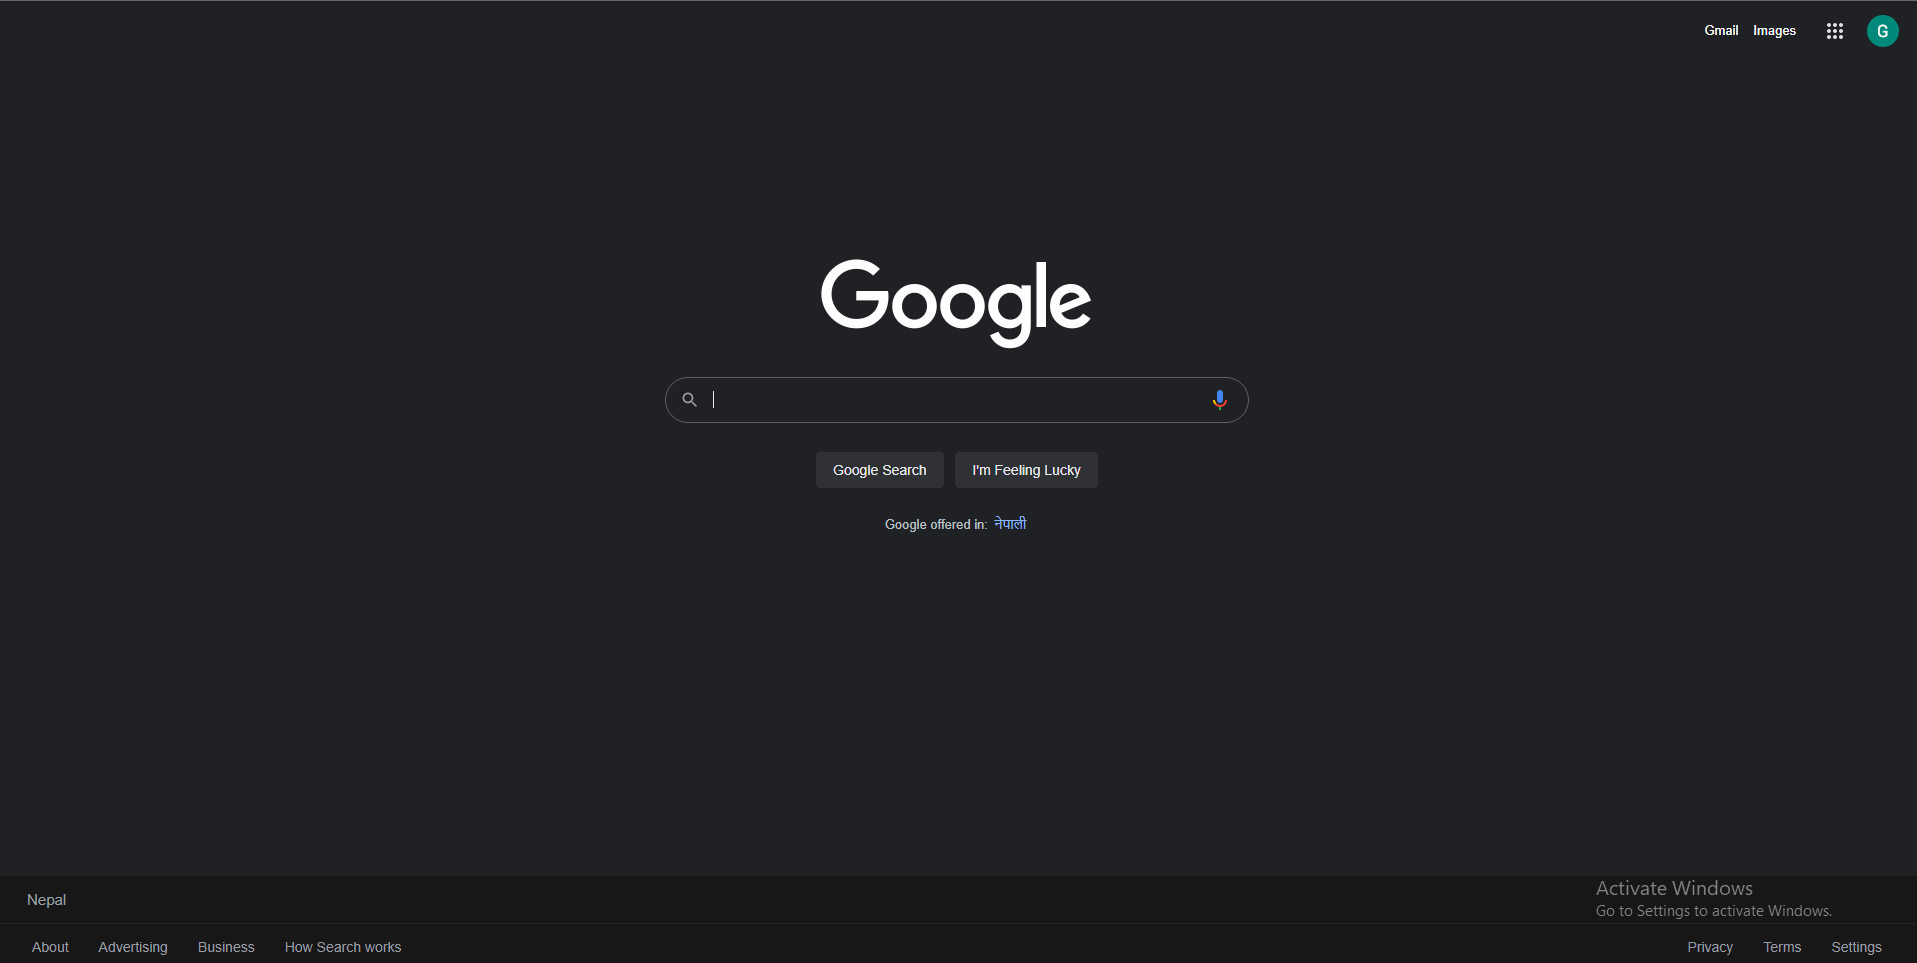 Gmail Images G
Google
Google Search I'm Feeling Lucky
Google offered in: नेपाली
Nepal
Activate Windows
Go to Settings to activate Windows.
About Advertising Business How Search works Privacy Terms Settings